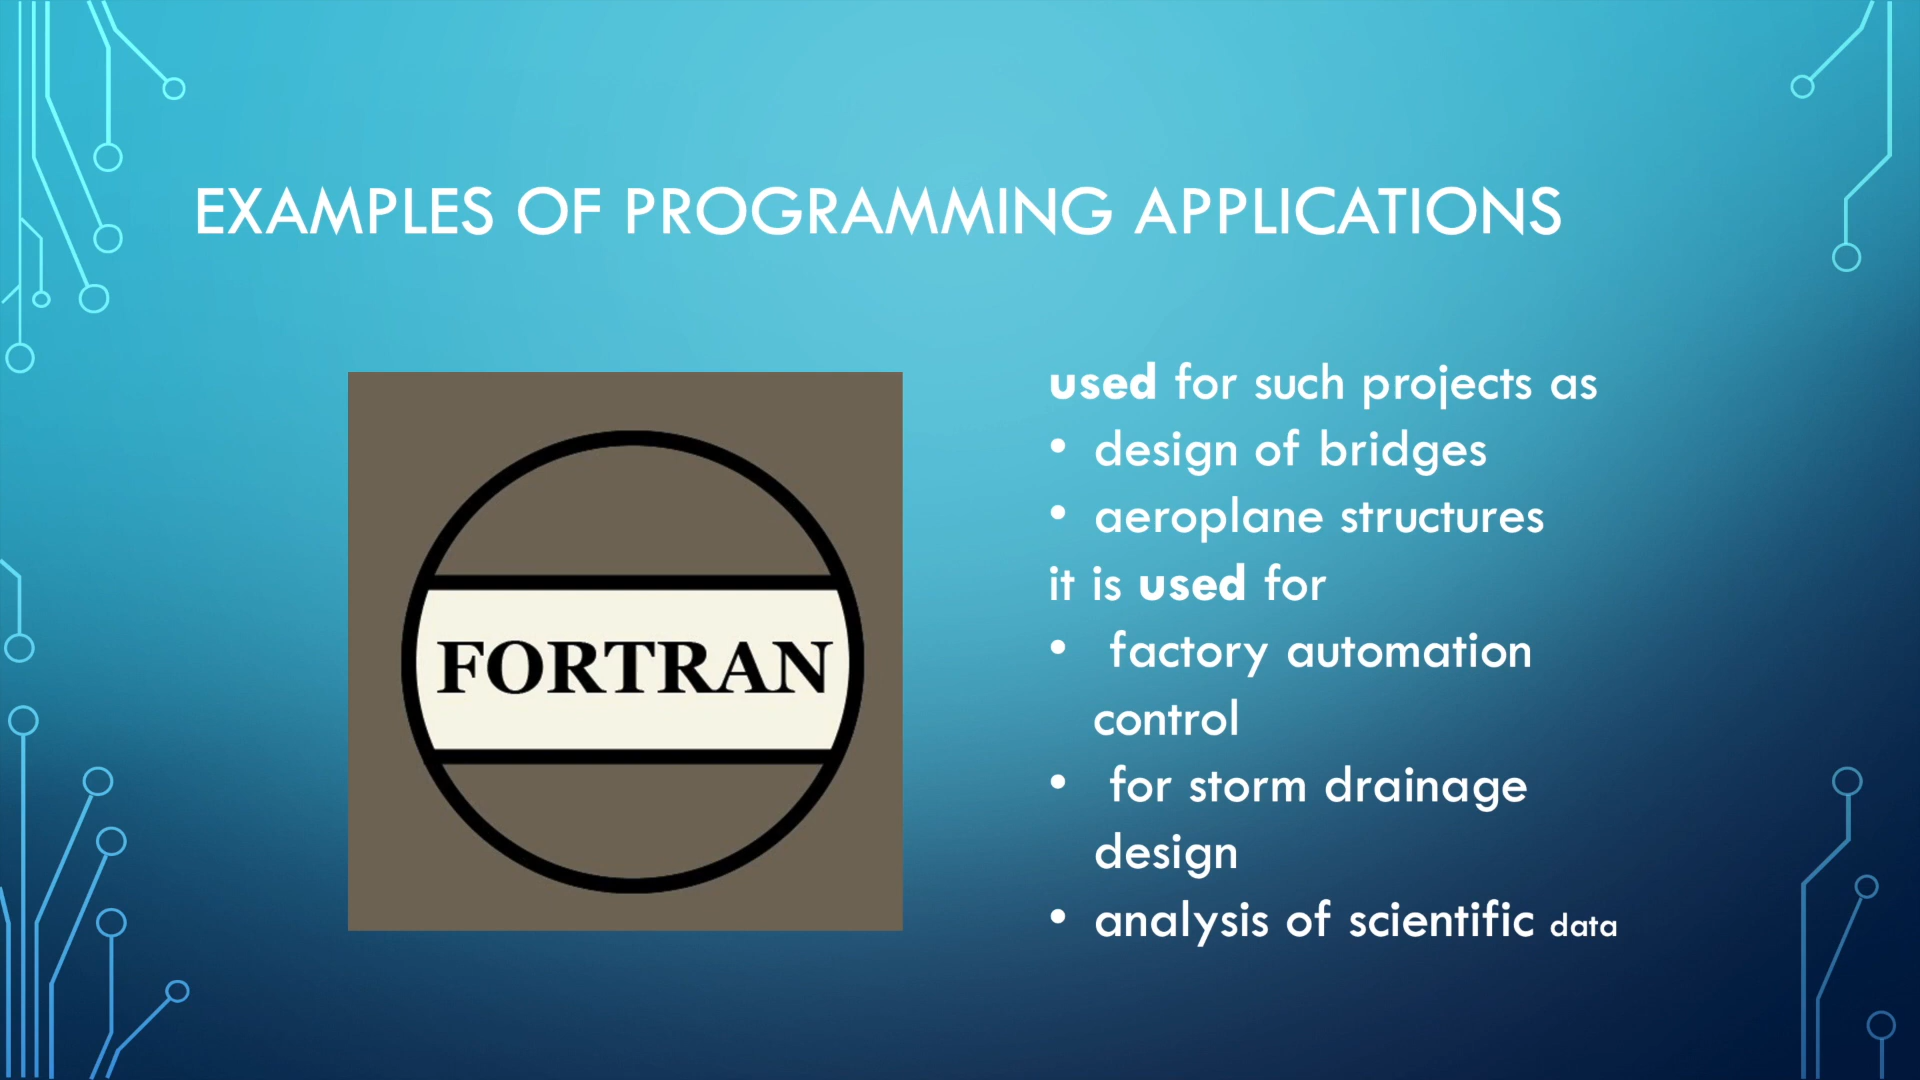 EXAMPLES OF PROGRAMMING APPLICATIONS
FORTRAN
used for such projects as
• design of bridges
• aeroplane structures
it is used for
• factory automation
control
• for storm drainage
design
• analysis of scientific data